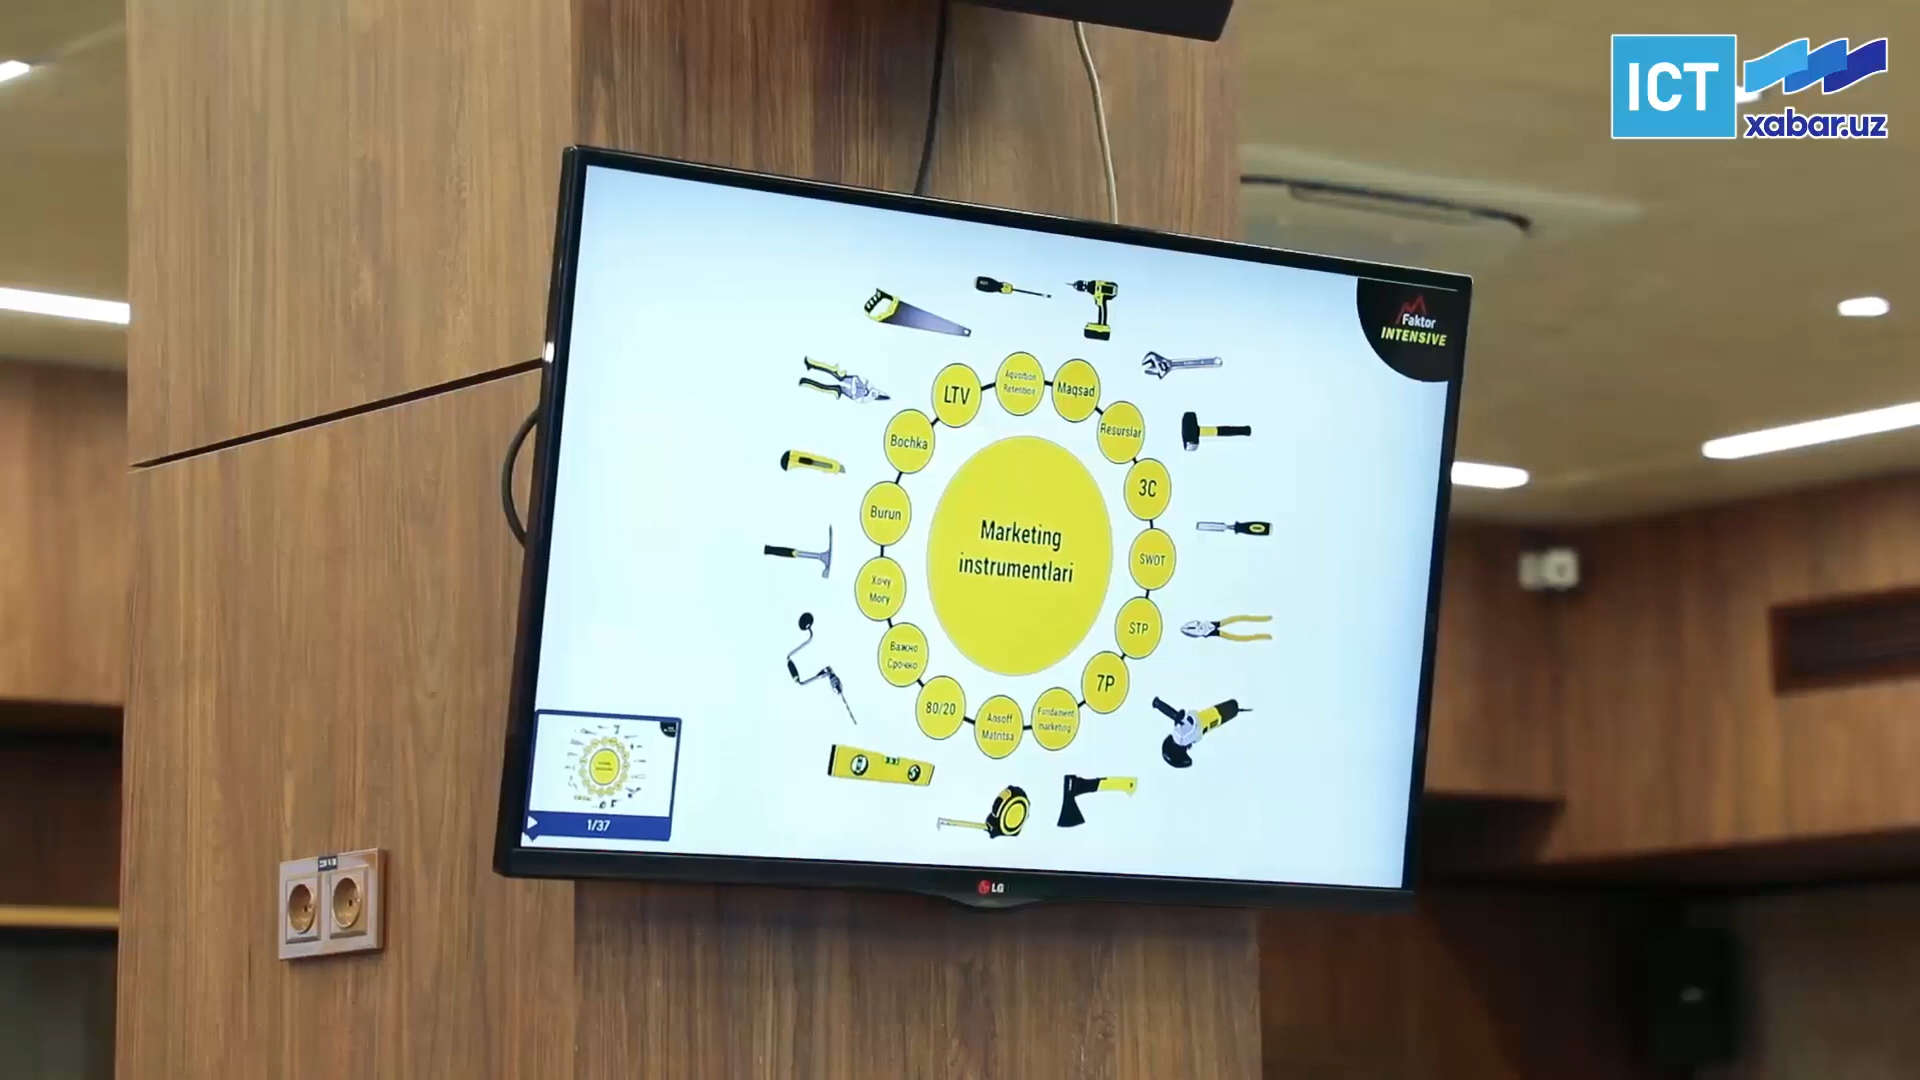 ICT
xabar.uz
Faktor
INTENSIVE
Marketing
instrumentlari
Maqsad
Resurslar
3C
SWOT
STP
7P
Fundament
marketing
Ansoff
Matritsa
80/20
Важно
Срочно
Хочу
Могу
Burun
Bochka
LTV
Retention
1/37
LG